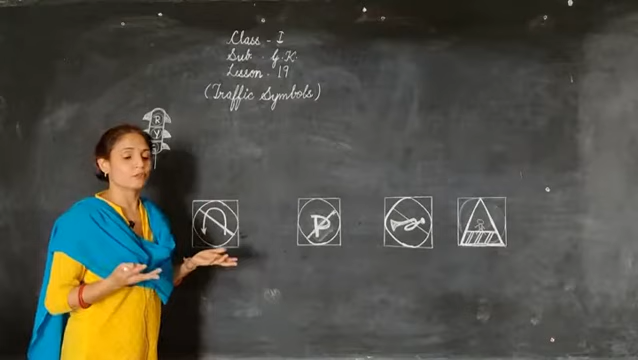 Class - I
Sub. G.K.
Lesson - 19
(Traffic Symbols)
R
Y
P